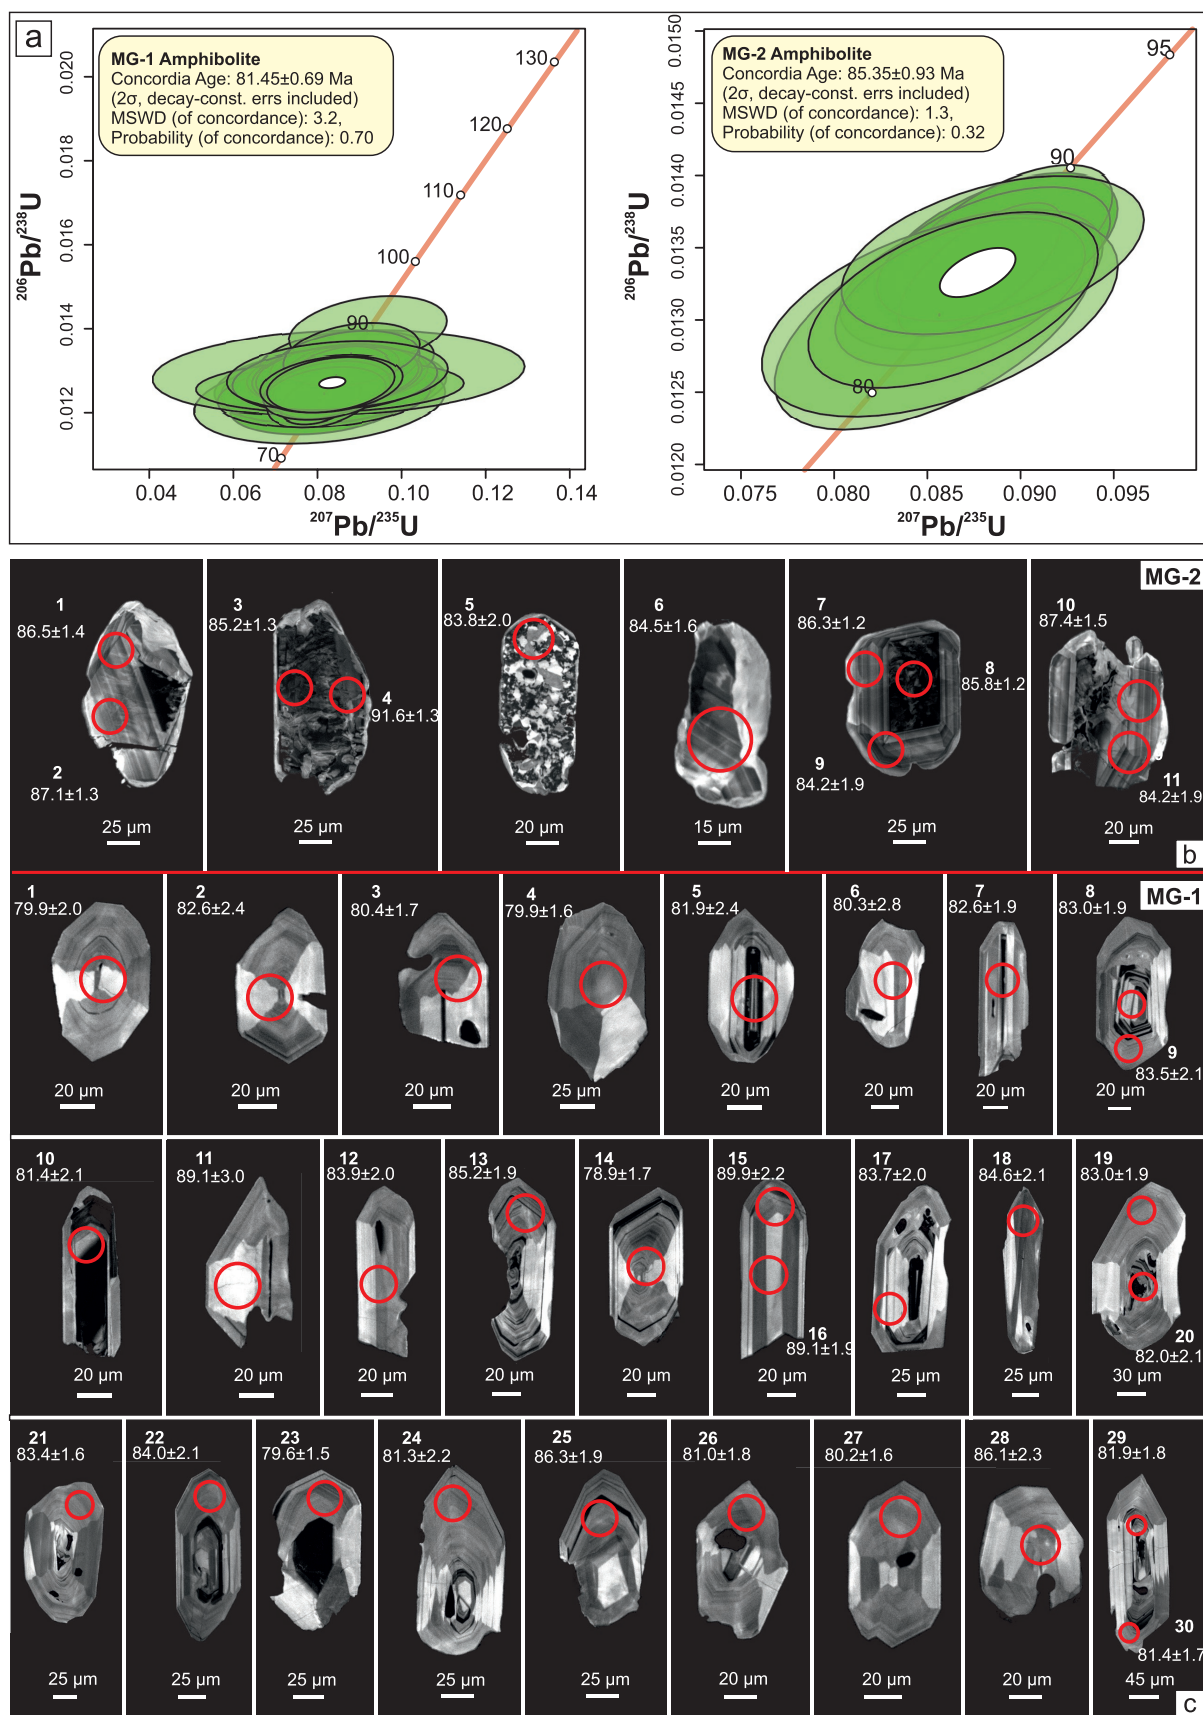 a
MG-1 Amphibolite
Concordia Age: 81.45±0.69 Ma
(2σ, decay-const. errs included)
MSWD (of concordance): 3.2,
Probability (of concordance): 0.70
130
120
110
100
90
70
0.020
0.018
0.016
0.014
0.012
206Pb/238U
0.04 0.06 0.08 0.10 0.12 0.14
207Pb/235U
MG-2 Amphibolite
Concordia Age: 85.35±0.93 Ma
(2σ, decay-const. errs included)
MSWD (of concordance): 1.3,
Probability (of concordance): 0.32
95
90
80
0.0150
0.0145
0.0140
0.0135
0.0130
0.0125
0.0120
206Pb/238U
0.075 0.080 0.085 0.090 0.095
207Pb/235U
MG-2
1
86.5±1.4
2
87.1±1.3
25 µm
3
85.2±1.3
4
91.6±1.3
25 µm
5
83.8±2.0
20 µm
6
84.5±1.6
15 µm
7
86.3±1.2
8
85.8±1.2
9
84.2±1.9
25 µm
10
87.4±1.5
11
84.2±1.9
20 µm
b
MG-1
1
79.9±2.0
20 µm
2
82.6±2.4
20 µm
3
80.4±1.7
20 µm
4
79.9±1.6
25 µm
5
81.9±2.4
20 µm
6
80.3±2.8
20 µm
7
82.6±1.9
20 µm
8
83.0±1.9
9
83.5±2.1
20 µm
10
81.4±2.1
20 µm
11
89.1±3.0
20 µm
12
83.9±2.0
20 µm
13
85.2±1.9
20 µm
14
78.9±1.7
20 µm
15
89.9±2.2
16
89.1±1.9
20 µm
17
83.7±2.0
25 µm
18
84.6±2.1
25 µm
19
83.0±1.9
20
82.0±2.1
30 µm
21
83.4±1.6
25 µm
22
84.0±2.1
25 µm
23
79.6±1.5
25 µm
24
81.3±2.2
25 µm
25
86.3±1.9
25 µm
26
81.0±1.8
20 µm
27
80.2±1.6
20 µm
28
86.1±2.3
20 µm
29
81.9±1.8
30
81.4±1.7
45 µm
c